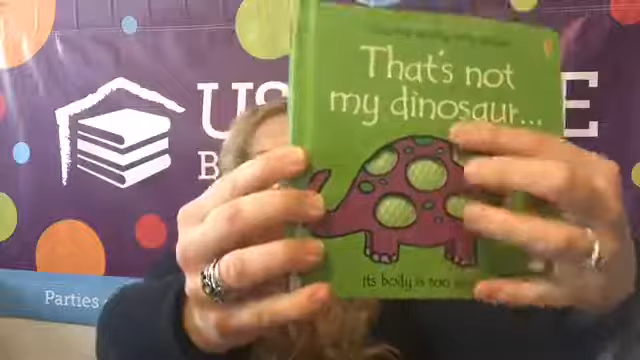 That's not
my dinosaur...
Its body is too
US
E
B
Parties